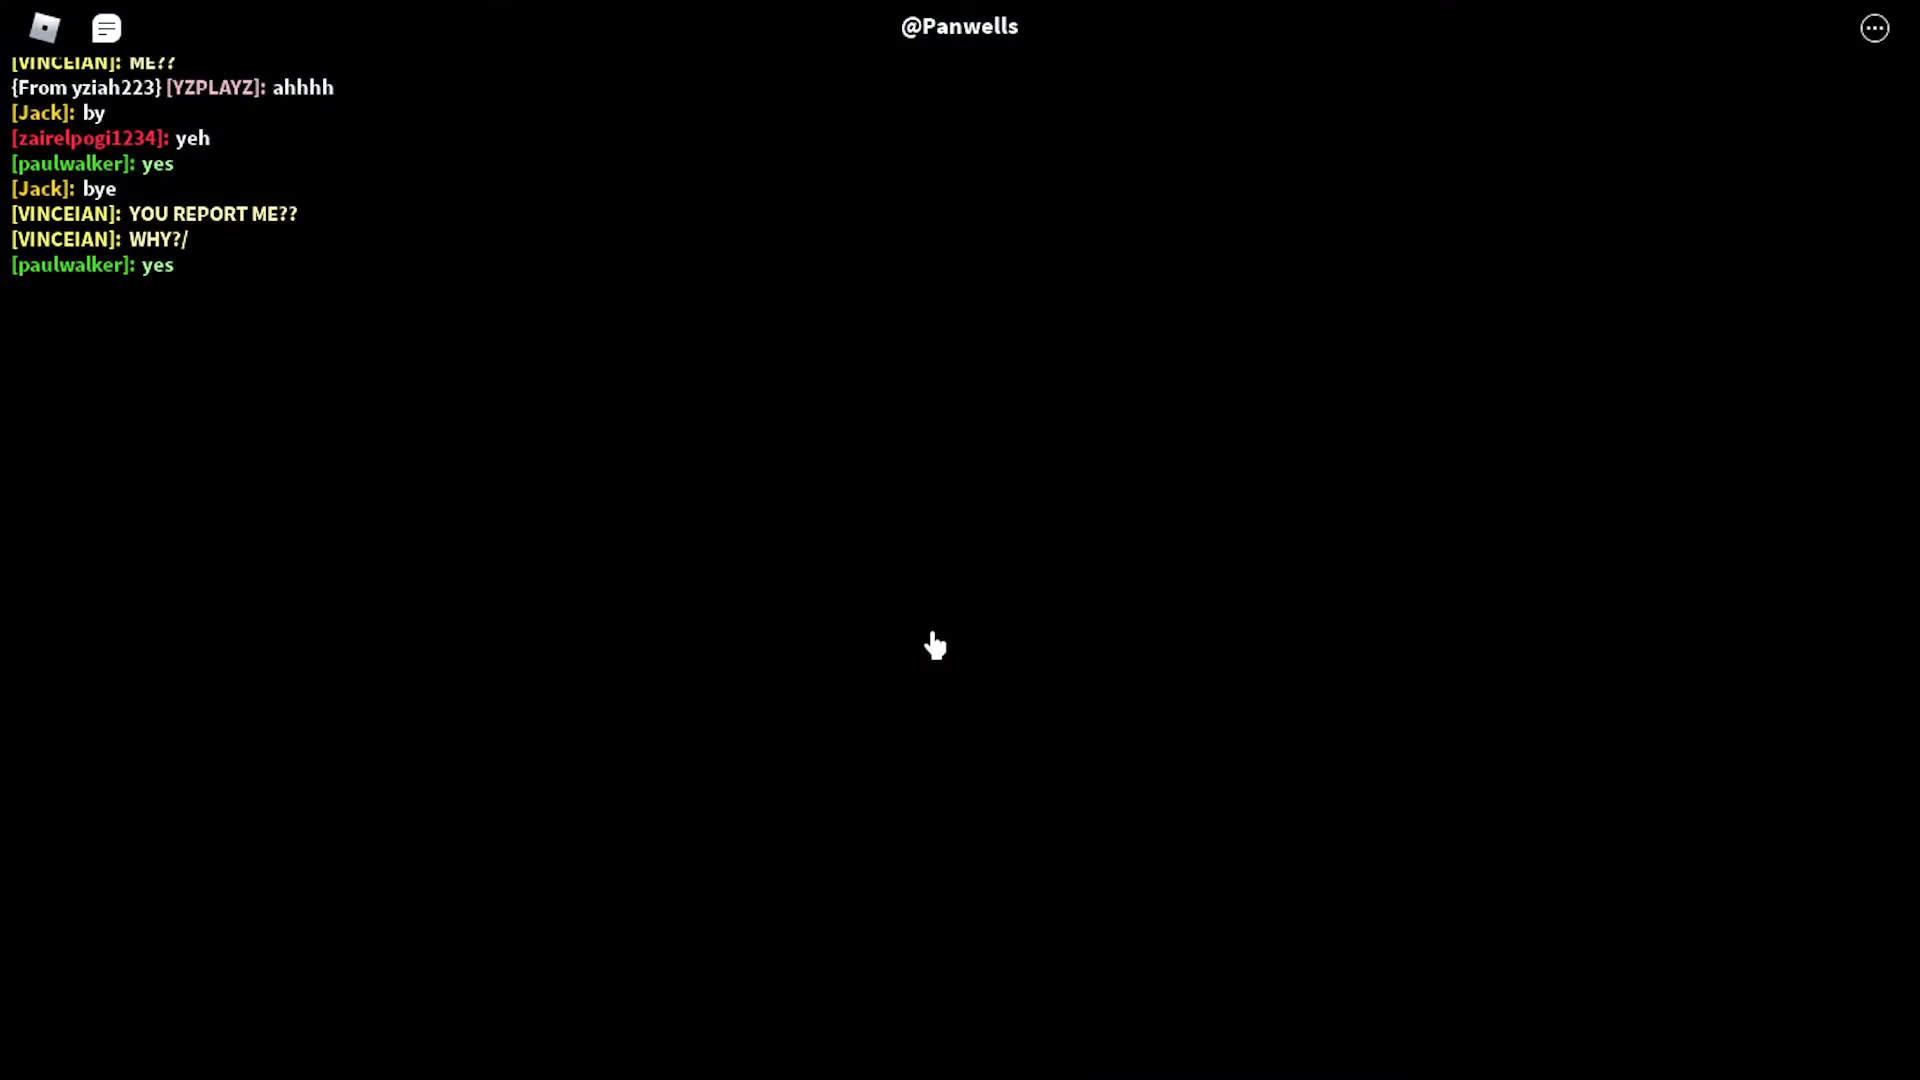 @Panwells
[VINCEIAN]: ME??
{From yziah223} [YZPLAYZ]: ahhhh
[Jack]: by
[zairelpogi1234]: yeh
[paulwalker]: yes
[Jack]: bye
[VINCEIAN]: YOU REPORT ME??
[VINCEIAN]: WHY?/
[paulwalker]: yes